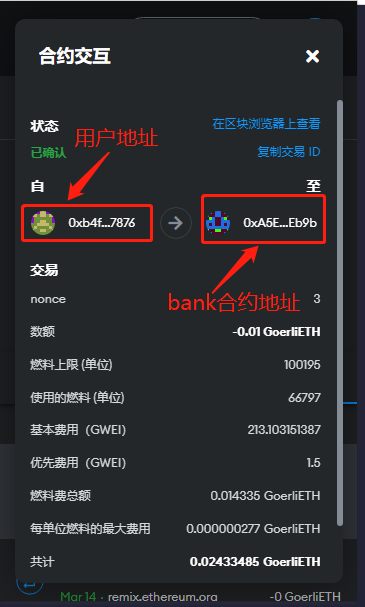 合约交互
状态
在区块浏览器上查看
已确认
用户地址
复制交易 ID
自
至
0xb4f...7876
0xA5E...Eb9b
交易
bank合约地址
nonce
3
数额
-0.01 GoerliETH
燃料上限 (单位)
100195
使用的燃料 (单位)
66797
基本费用（GWEI）
213.103151387
优先费用（GWEI）
1.5
燃料费总额
0.014335 GoerliETH
每单位燃料的最大费用
0.000000277 GoerliETH
共计
0.02433485 GoerliETH
Mar 14 · remix.ethereum.org
-0 GoerliETH